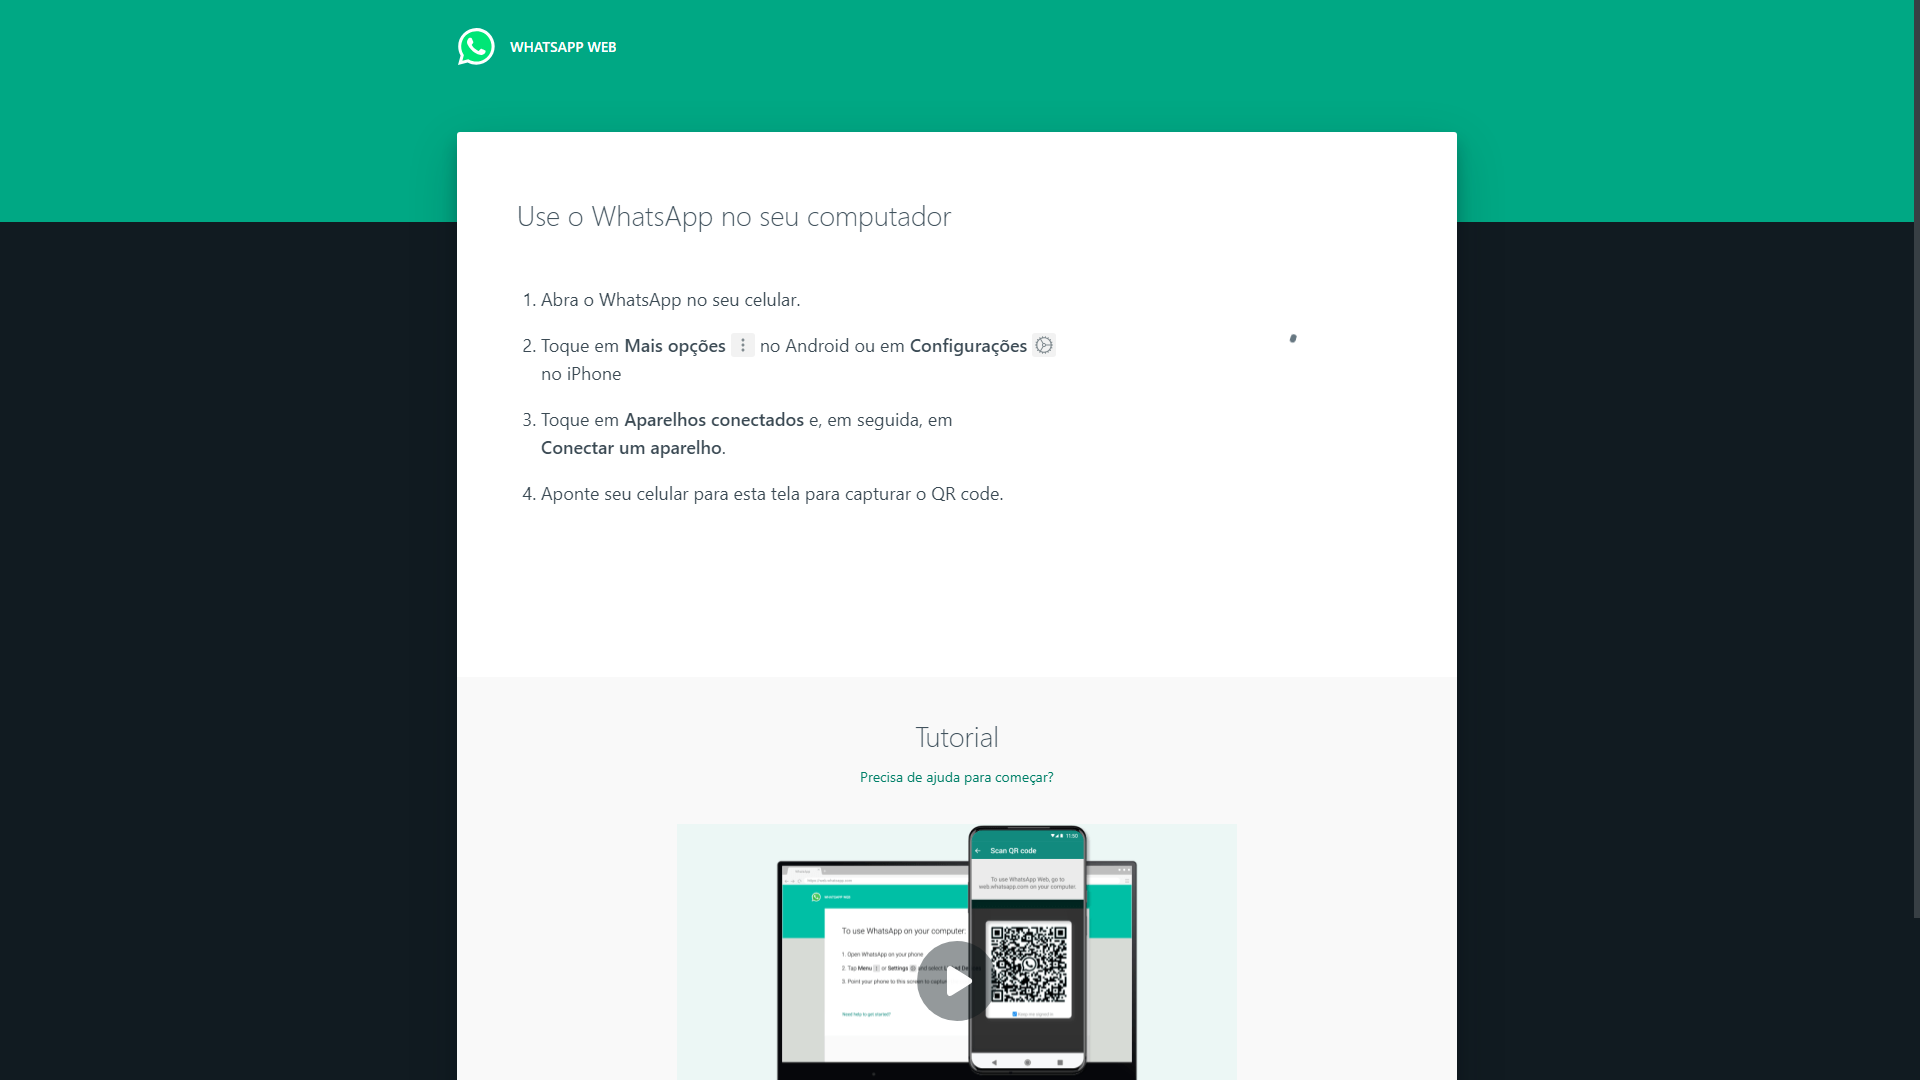 WHATSAPP WEB
Use o WhatsApp no seu computador
1. Abra o WhatsApp no seu celular.
2. Toque em Mais opções no Android ou em Configurações
no iPhone
3. Toque em Aparelhos conectados e, em seguida, em
Conectar um aparelho.
4. Aponte seu celular para esta tela para capturar o QR code.
Tutorial
Precisa de ajuda para começar?
11:50
Scan QR code
To use WhatsApp Web, go to
web.whatsapp.com on your computer.
WHATSAPP WEB
To use WhatsApp on your computer:
1. Open WhatsApp on your phone
2. Tap Menu or Settings and select
3. Point your phone to this screen to
Need help to get started?